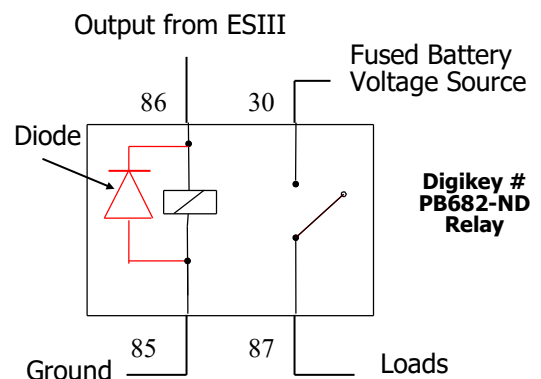 Output from ESIII
Fused Battery
Voltage Source
86
30
Diode
Digikey #
PB682-ND
Relay
85
87
Ground
Loads